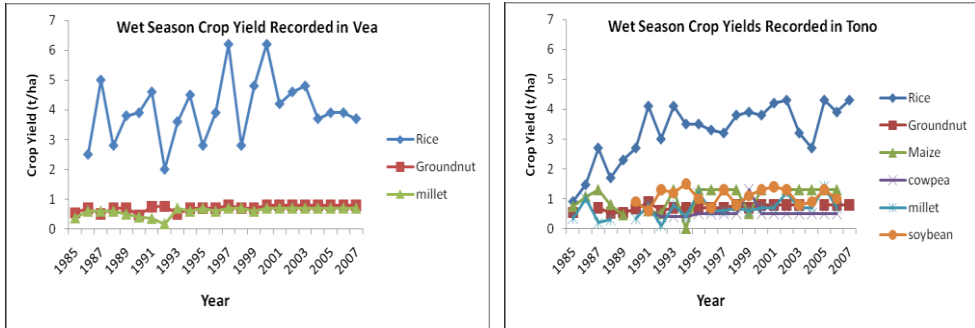 Wet Season Crop Yield Recorded in Vea
Crop Yield (t/ha)
7
6
5
4
3
2
1
0
1985
1987
1989
1991
1993
1995
1997
1999
2001
2003
2005
2007
Year
Rice
Groundnut
millet
Wet Season Crop Yields Recorded in Tono
Crop Yield (t/ha)
7
6
5
4
3
2
1
0
1985
1987
1989
1991
1993
1995
1997
1999
2001
2003
2005
2007
Year
Rice
Groundnut
Maize
cowpea
millet
soybean